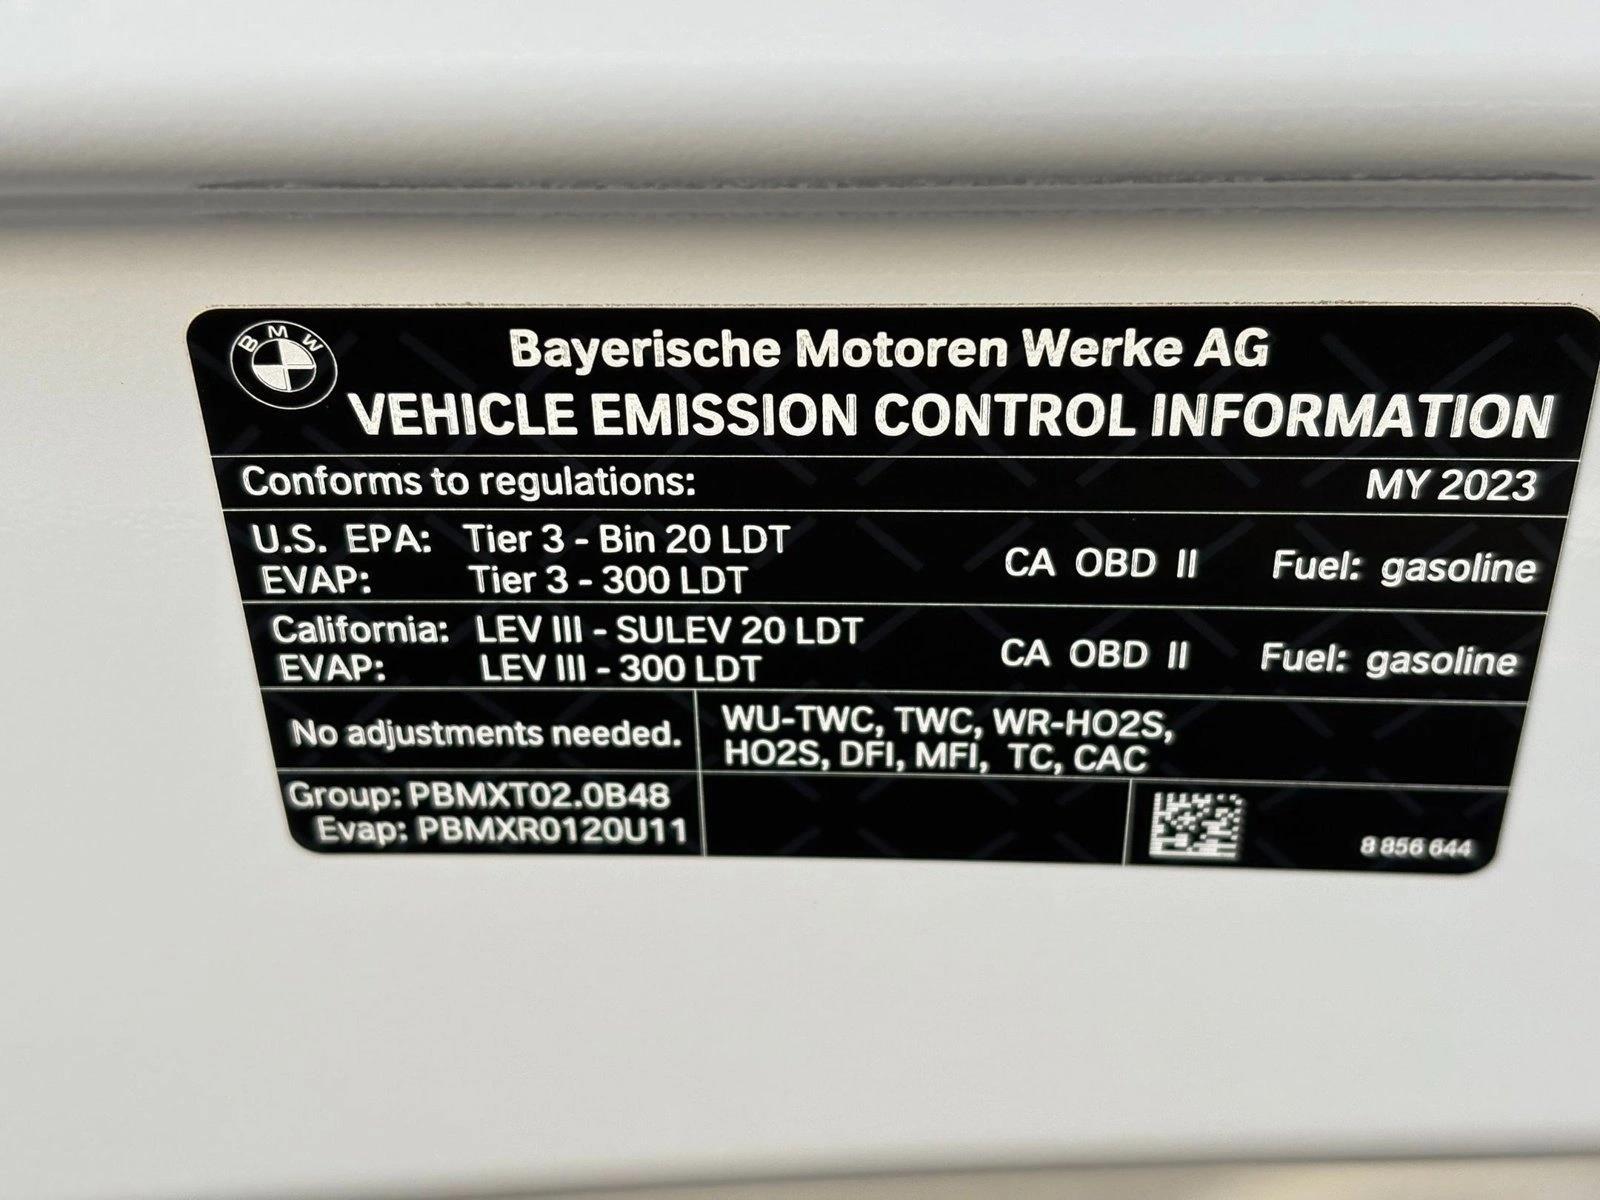 BMW
Bayerische Motoren Werke AG
VEHICLE EMISSION CONTROL INFORMATION
Conforms to regulations: MY 2023
U.S. EPA: Tier 3 - Bin 20 LDT
EVAP: Tier 3 - 300 LDT
CA OBD II Fuel: gasoline
California: LEV III - SULEV 20 LDT
EVAP: LEV III - 300 LDT
CA OBD II Fuel: gasoline
No adjustments needed.
WU-TWC, TWC, WR-HO2S,
HO2S, DFI, MFI, TC, CAC
Group: PBMXT02.0B48
Evap: PBMXR0120U11
8 856 644